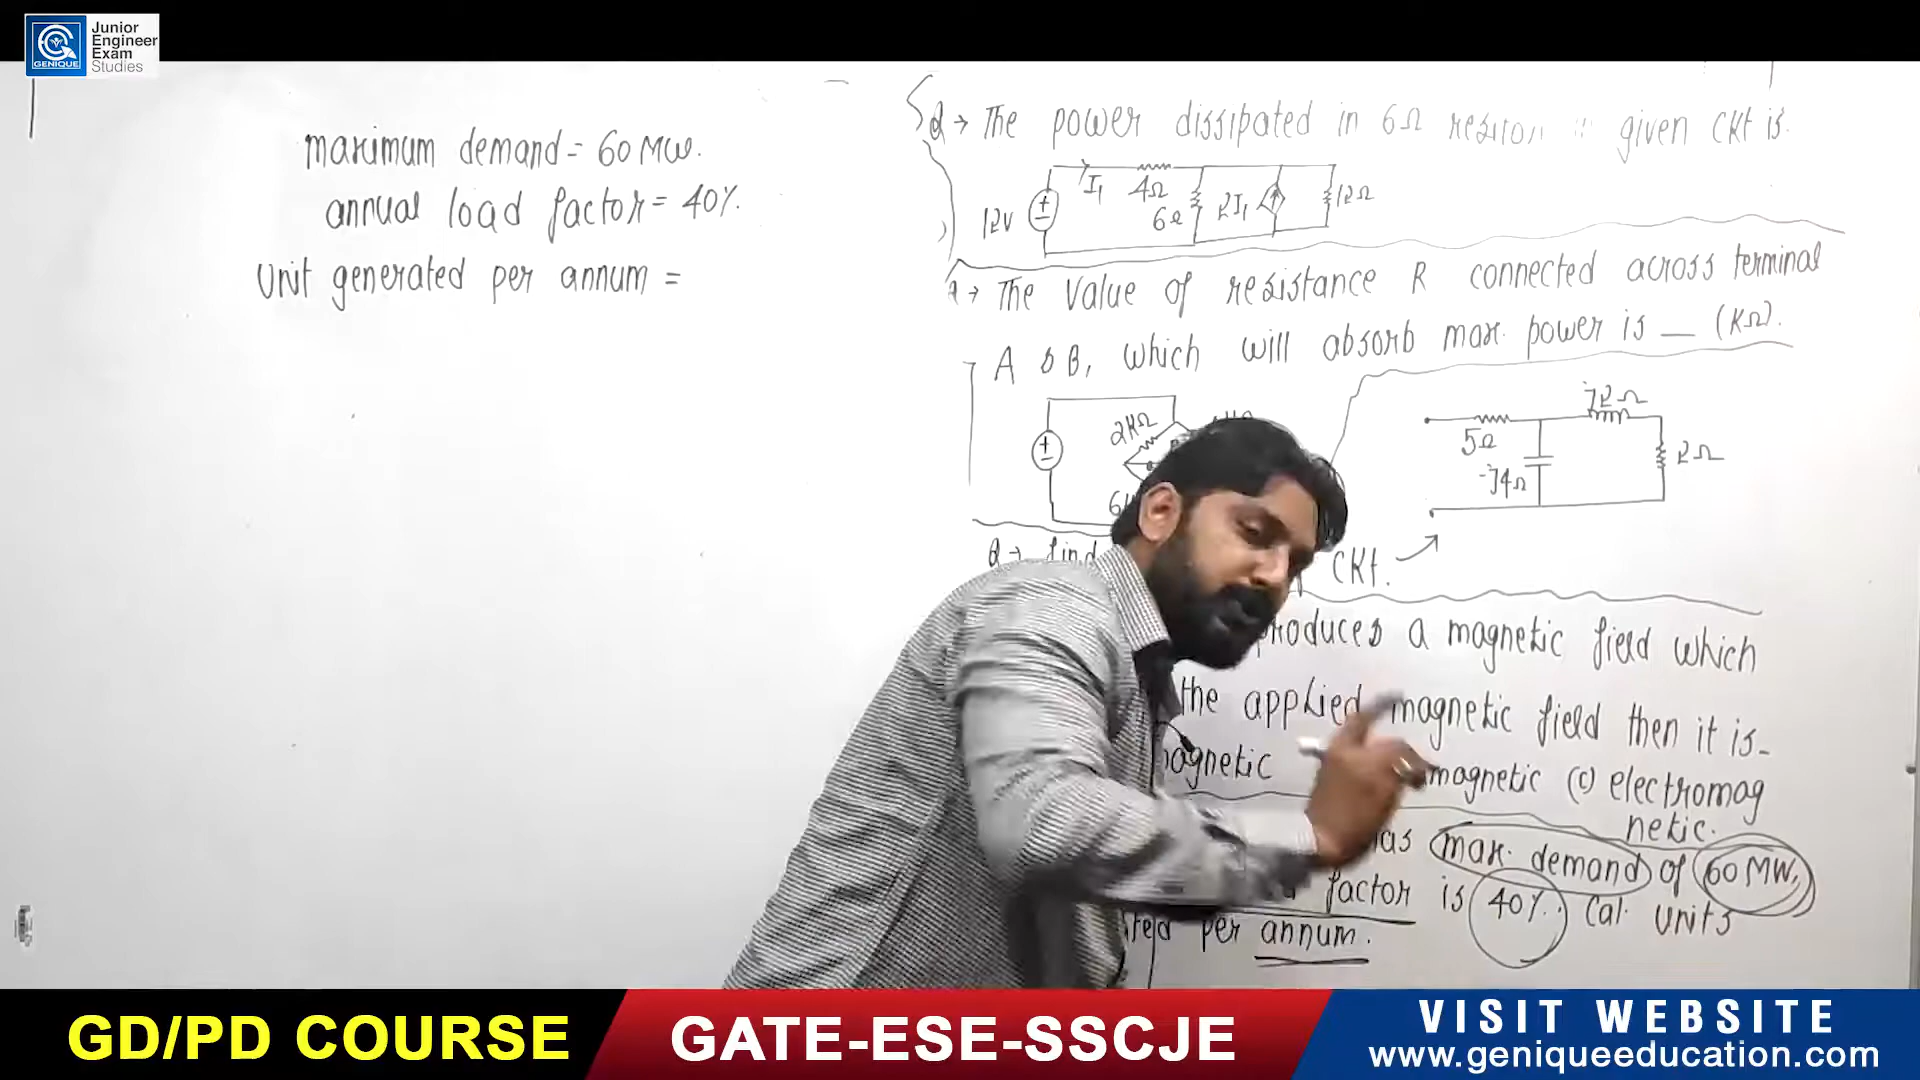 Junior
Engineer
Exam
Studies
GENIQUE
maximum demand = 60 MW.
annual load factor = 40%.
Unit generated per annum =
Q → The power dissipated in 6Ω given ckt is.
12V
I1
4Ω
6Ω
2I1
12Ω
Q → The value of resistance R connected across terminal
A & B, which will absorb max. power is __ (KΩ).
2KΩ
5Ω
-j4Ω
j2Ω
2Ω
Q → find
ckt.
produces a magnetic field which
the applied magnetic field then it is-
magnetic (c) electromag
netic.
max. demand of 60 MW,
factor is 40%. Cal. units
per annum.
GD/PD COURSE
GATE-ESE-SSCJE
VISIT WEBSITE
www.geniqueeducation.com